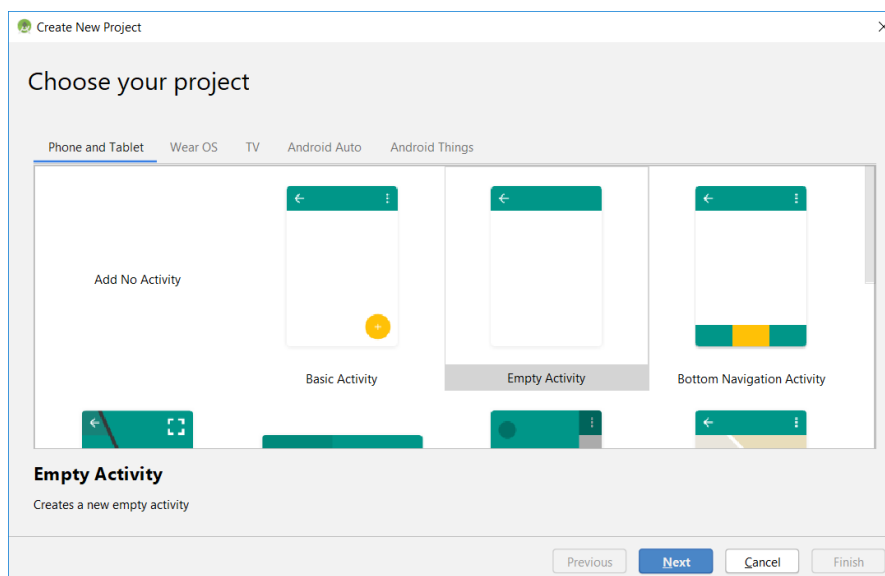 Create New Project
Choose your project
Phone and Tablet
Wear OS
TV
Android Auto
Android Things
Add No Activity
Basic Activity
Empty Activity
Bottom Navigation Activity
Empty Activity
Creates a new empty activity
Previous
Next
Cancel
Finish